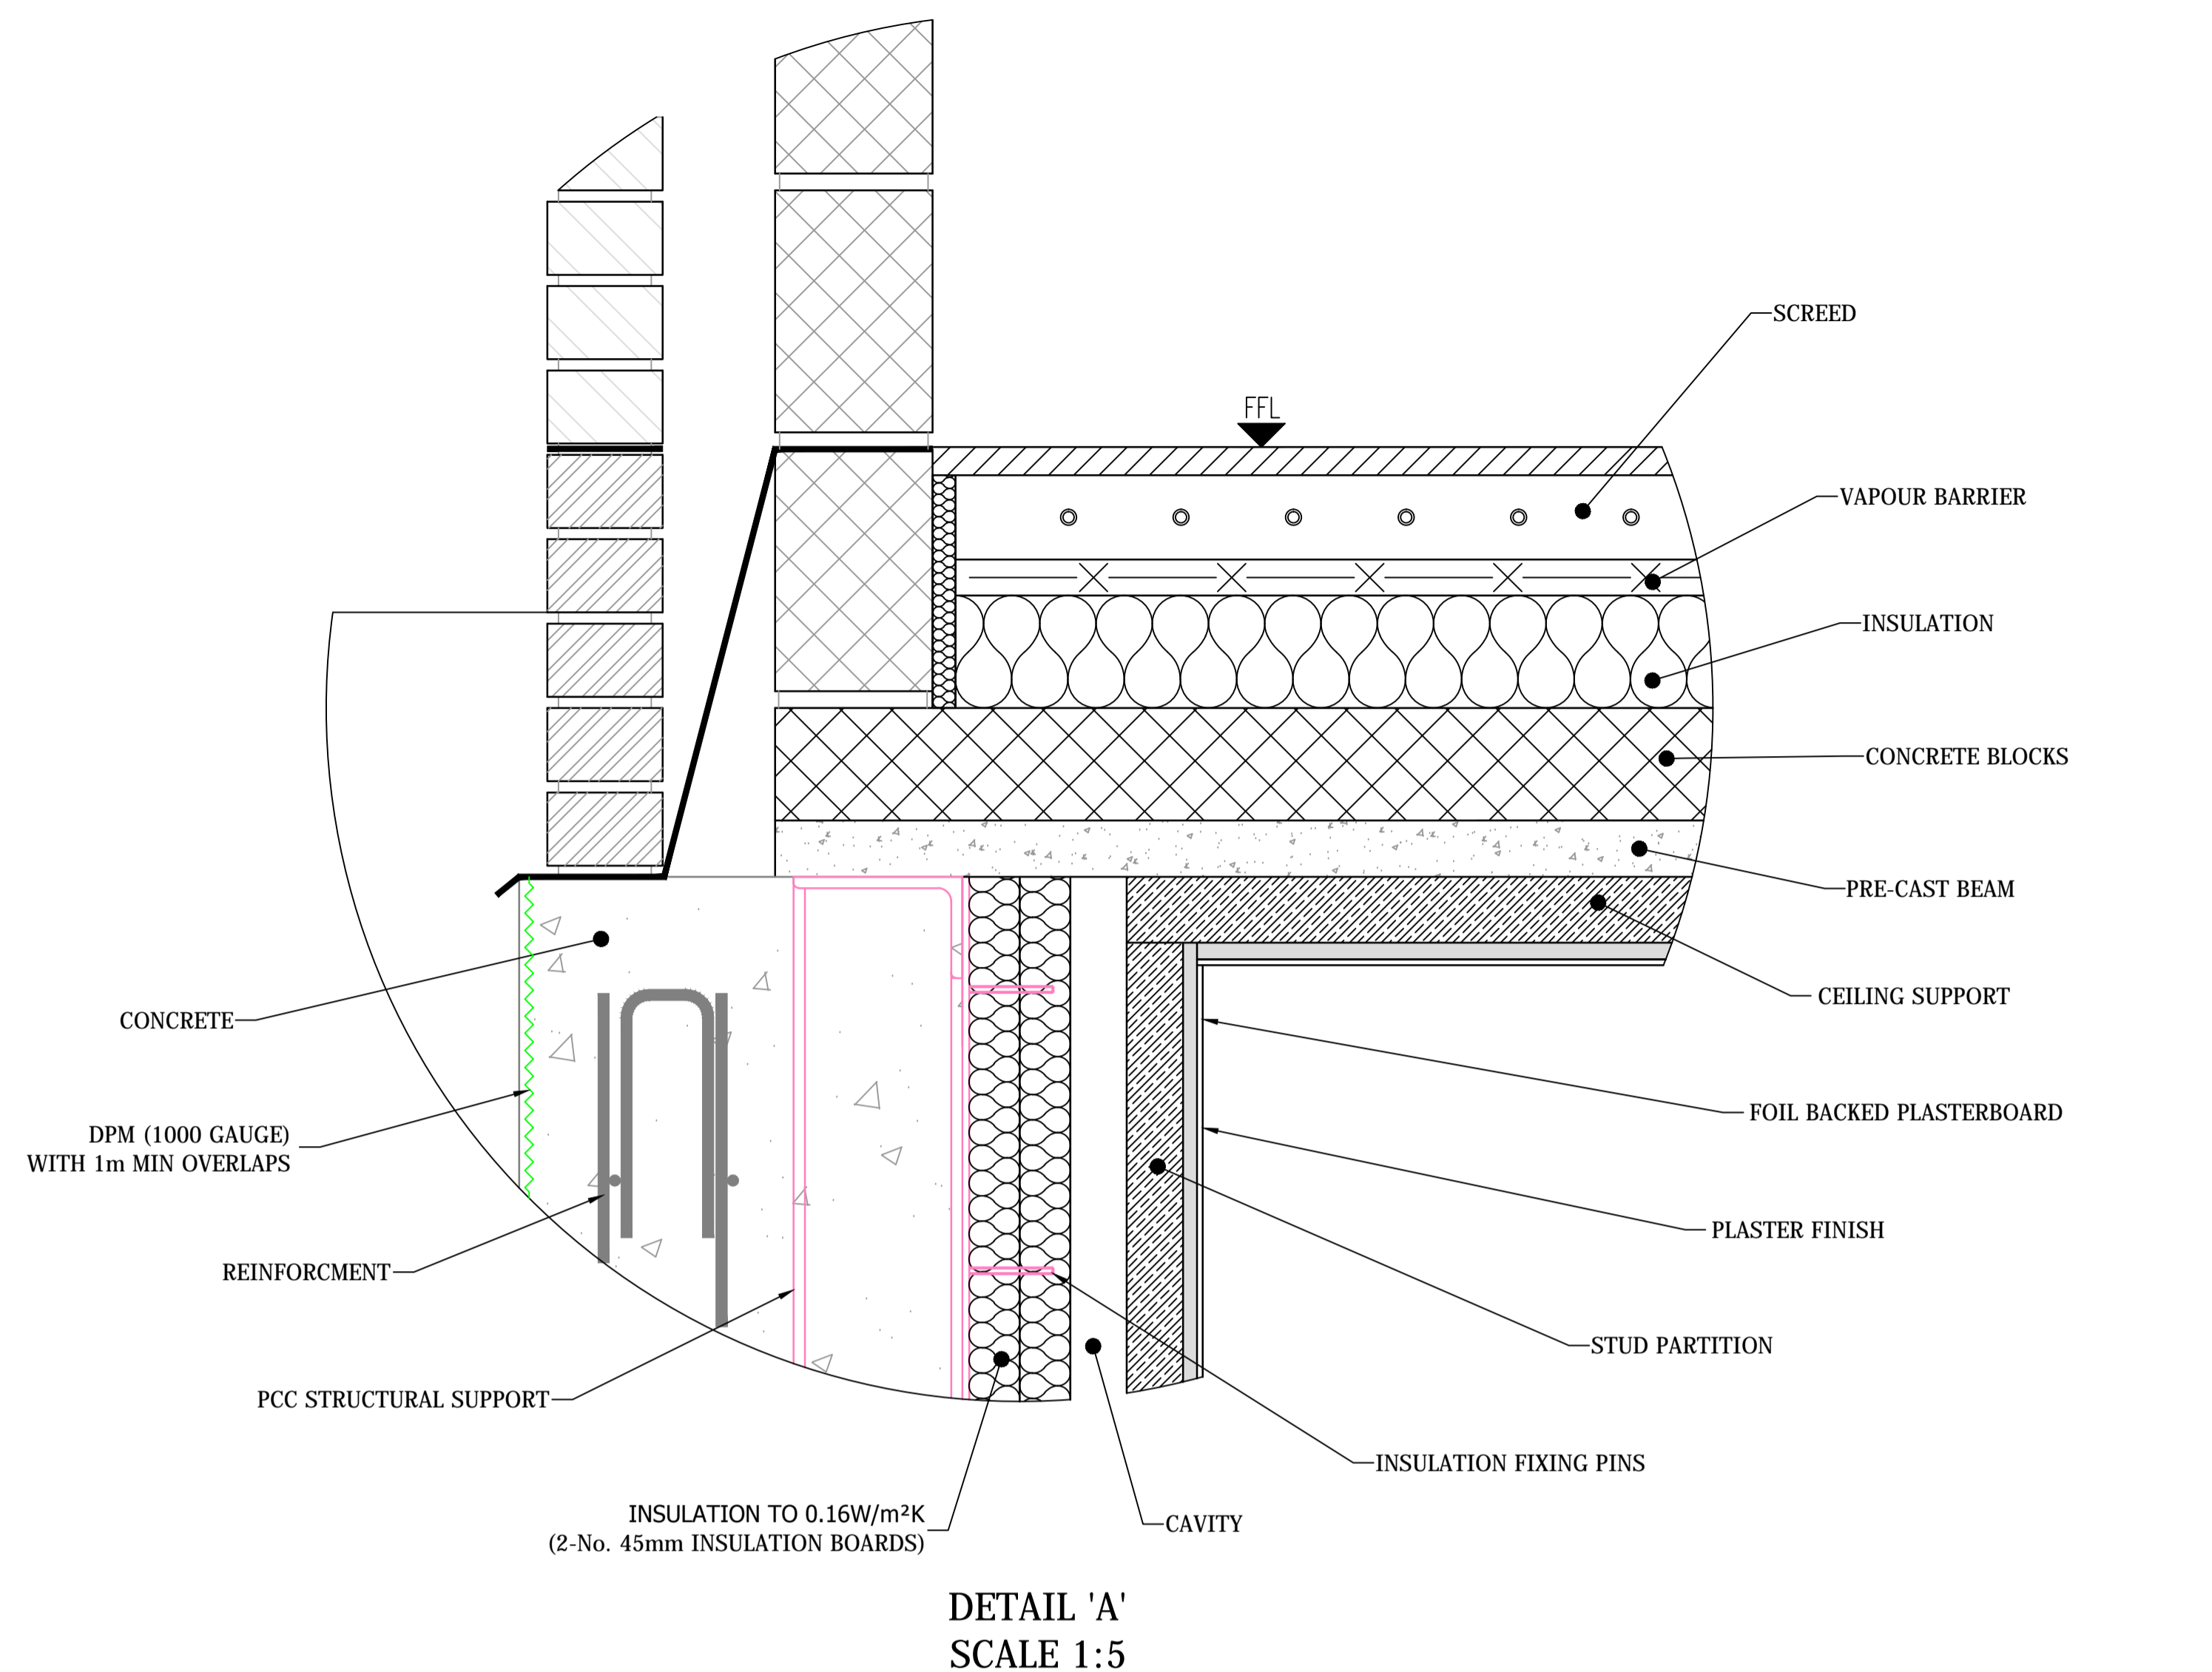 SCREED
FFL
VAPOUR BARRIER
INSULATION
CONCRETE BLOCKS
PRE-CAST BEAM
CEILING SUPPORT
CONCRETE
FOIL BACKED PLASTERBOARD
DPM (1000 GAUGE)
WITH 1m MIN OVERLAPS
PLASTER FINISH
REINFORCMENT
STUD PARTITION
PCC STRUCTURAL SUPPORT
INSULATION FIXING PINS
INSULATION TO 0.16W/m²K
(2-No. 45mm INSULATION BOARDS)
CAVITY
DETAIL 'A'
SCALE 1:5